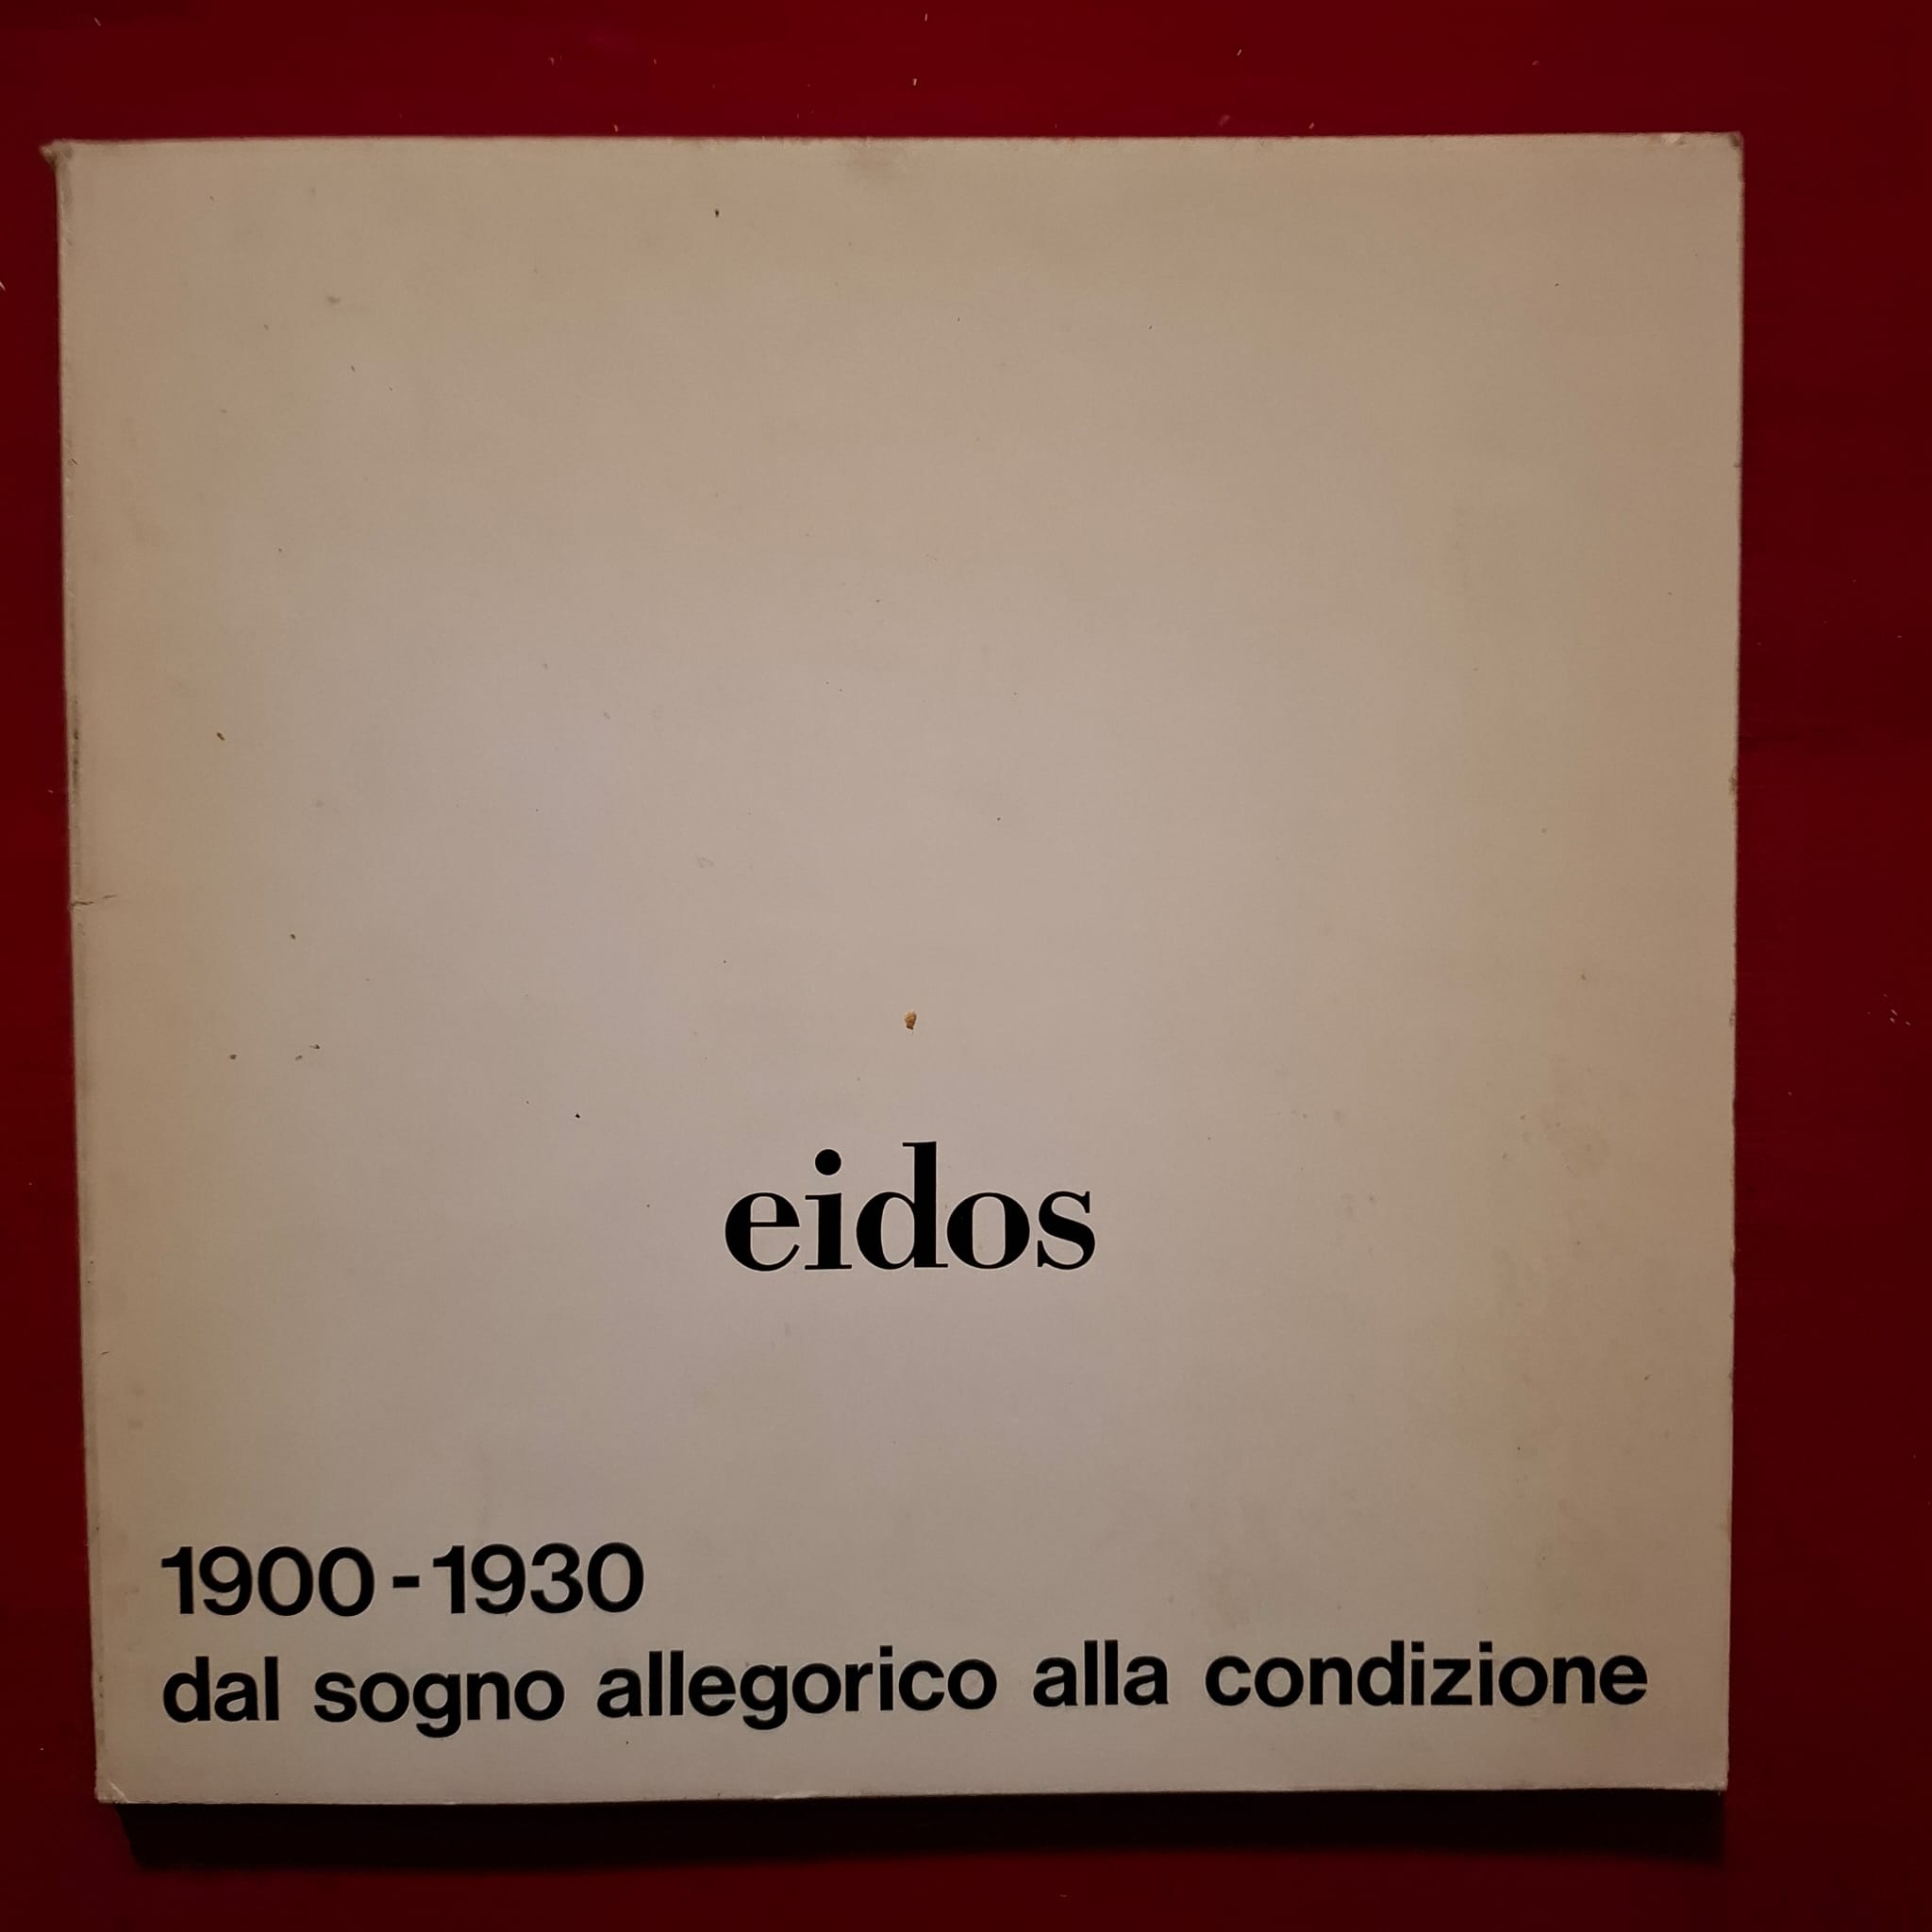 eidos
1900-1930
dal sogno allegorico alla condizione